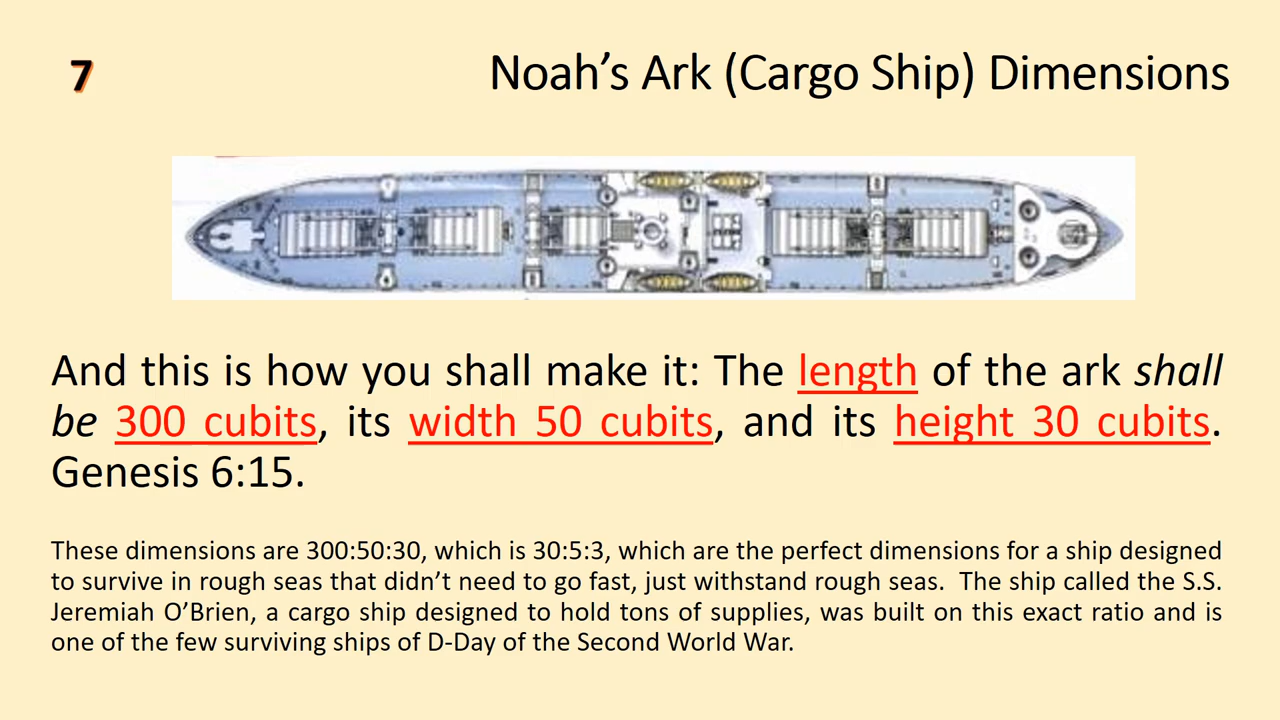 7
Noah’s Ark (Cargo Ship) Dimensions
And this is how you shall make it: The length of the ark shall
be 300 cubits, its width 50 cubits, and its height 30 cubits.
Genesis 6:15.
These dimensions are 300:50:30, which is 30:5:3, which are the perfect dimensions for a ship designed
to survive in rough seas that didn’t need to go fast, just withstand rough seas.  The ship called the S.S.
Jeremiah O’Brien, a cargo ship designed to hold tons of supplies, was built on this exact ratio and is
one of the few surviving ships of D-Day of the Second World War.